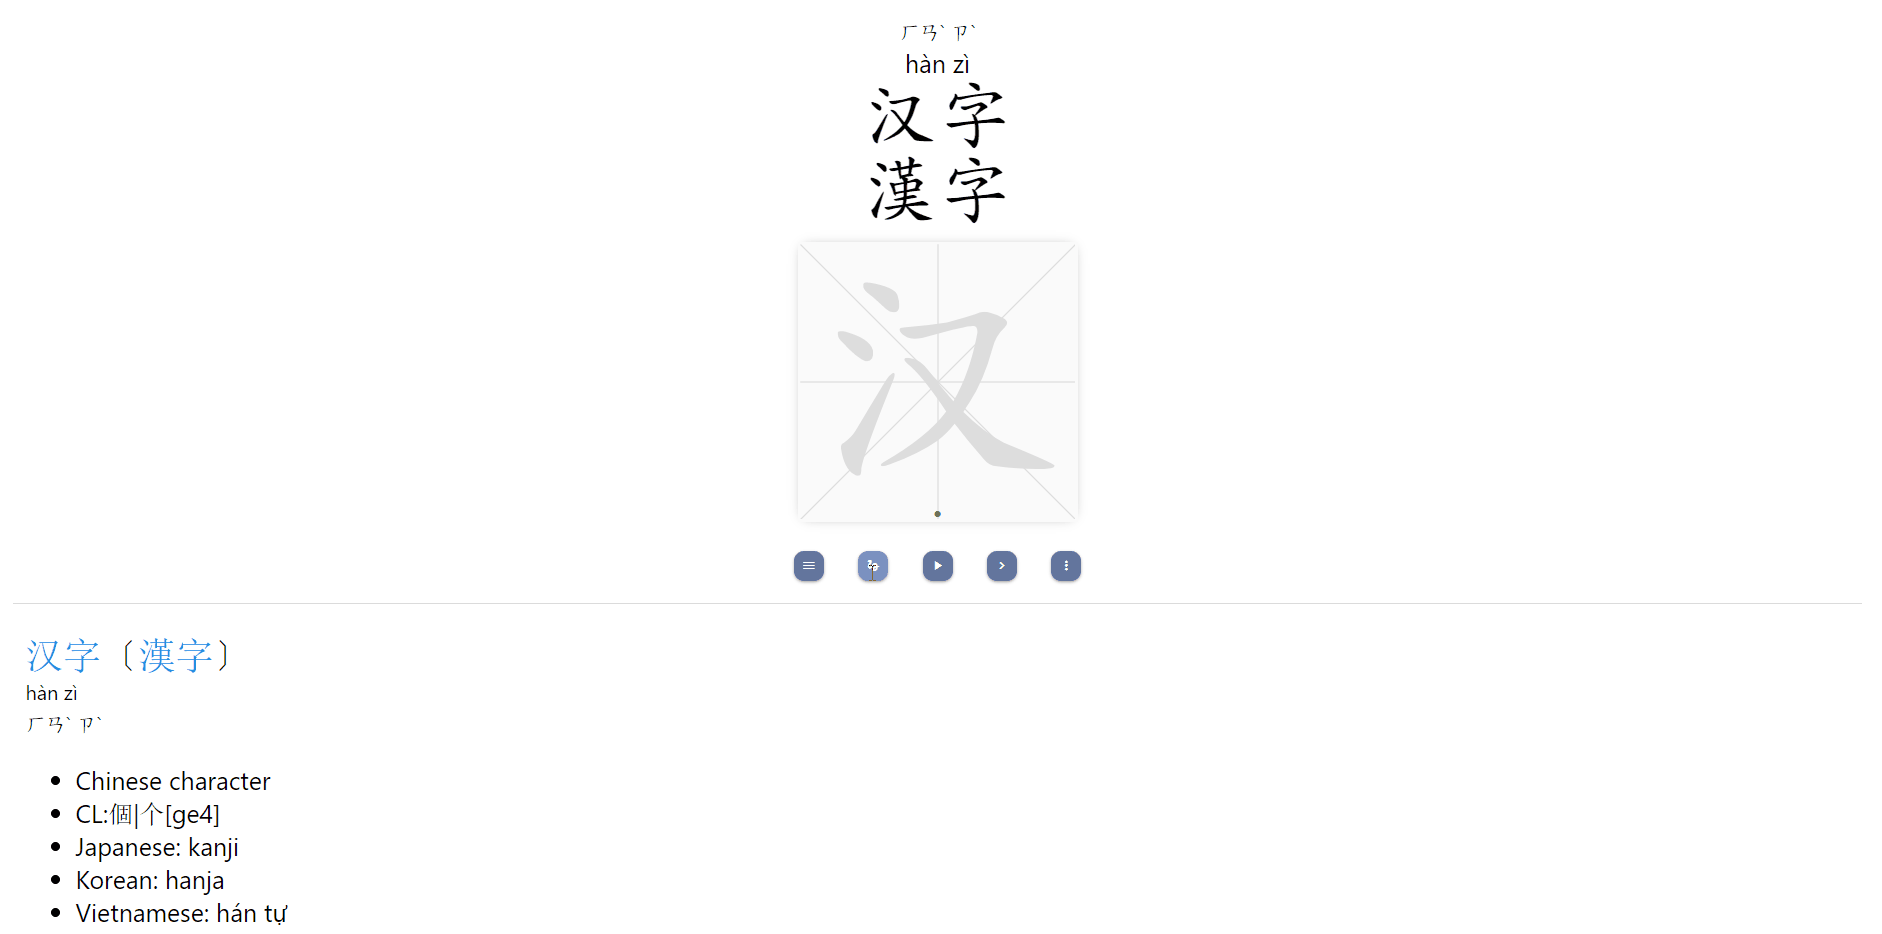 ㄏㄢˋ ㄗˋ
hàn zì
汉字
漢字
汉
汉字〔漢字〕
hàn zì
ㄏㄢˋ ㄗˋ
Chinese character
CL:個|个[ge4]
Japanese: kanji
Korean: hanja
Vietnamese: hán tự